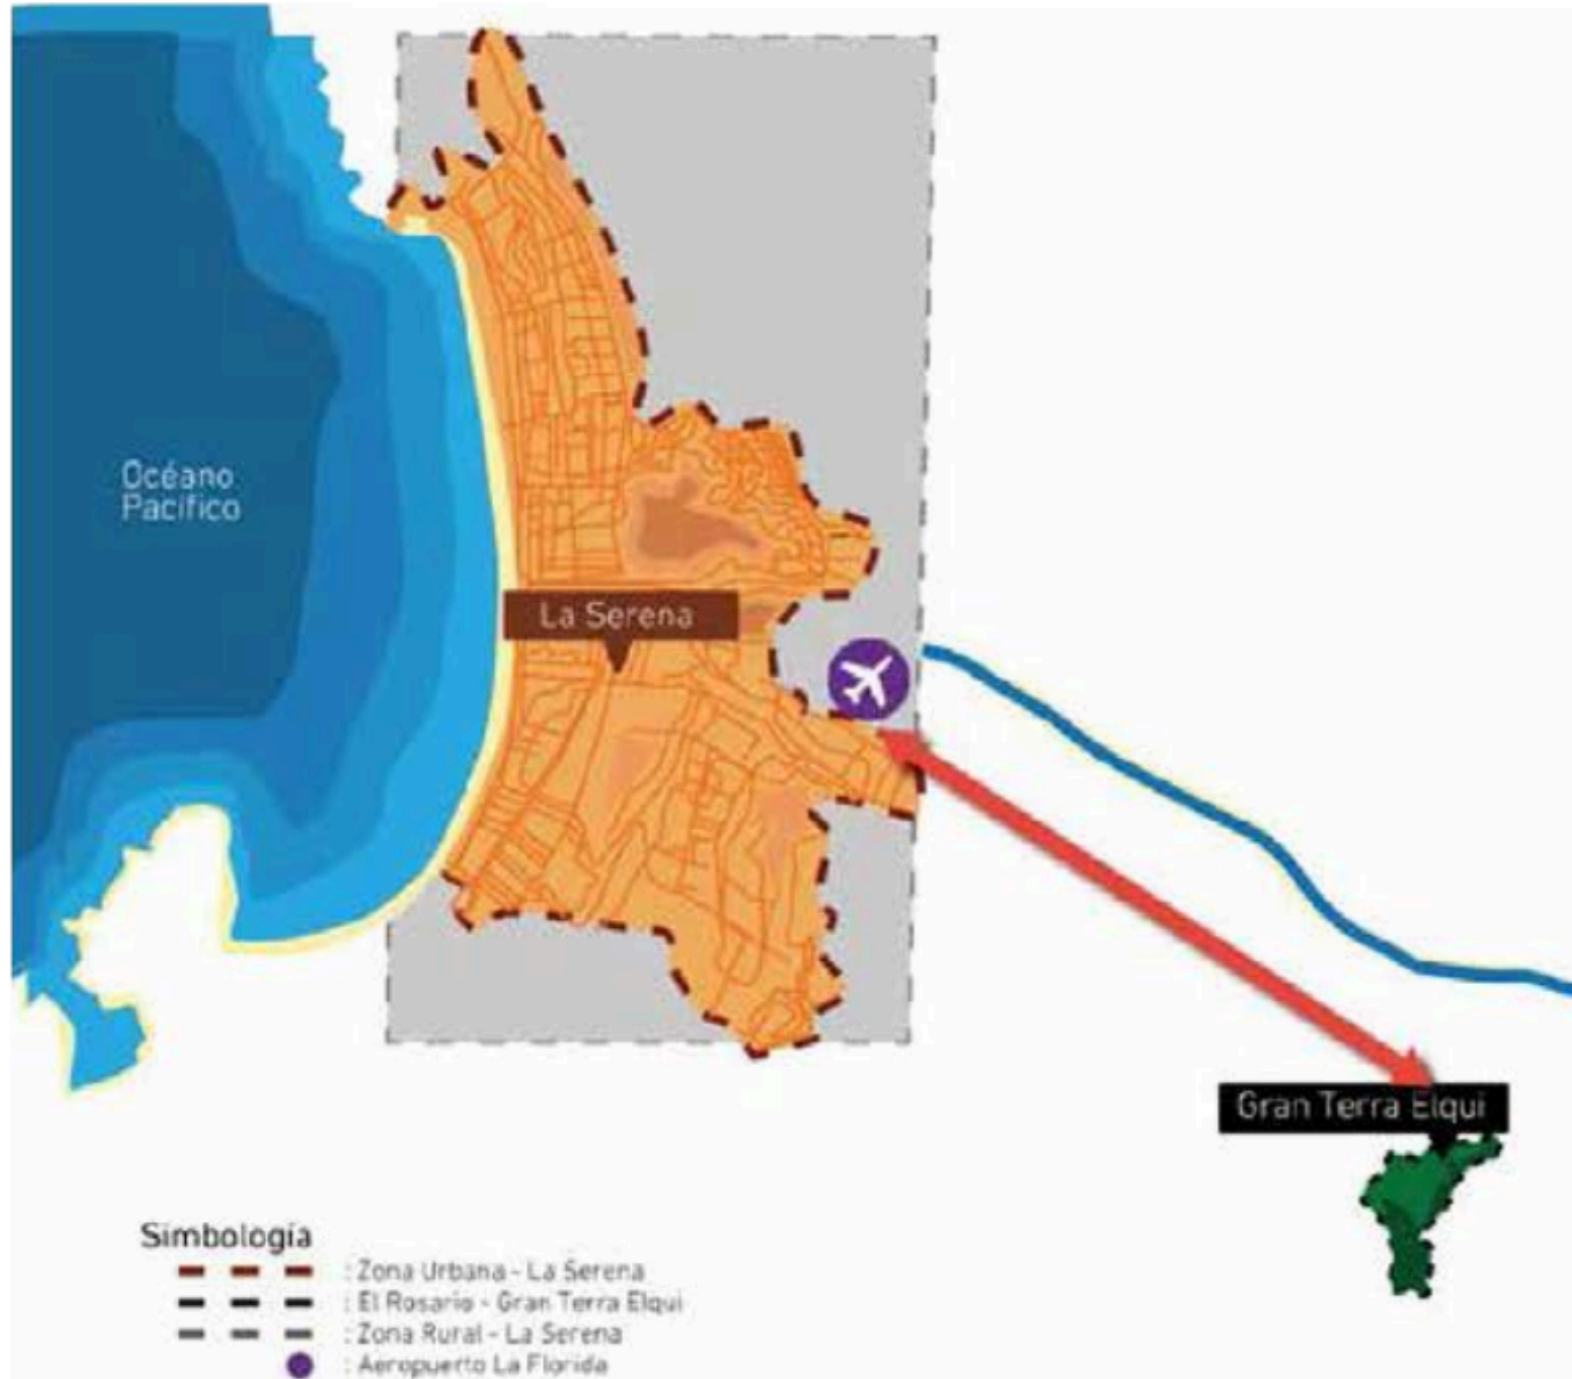 Océano
Pacífico
La Serena
Gran Terra Elqui
Simbología
: Zona Urbana - La Serena
: El Rosario - Gran Terra Elqui
: Zona Rural - La Serena
: Aeropuerto La Florida